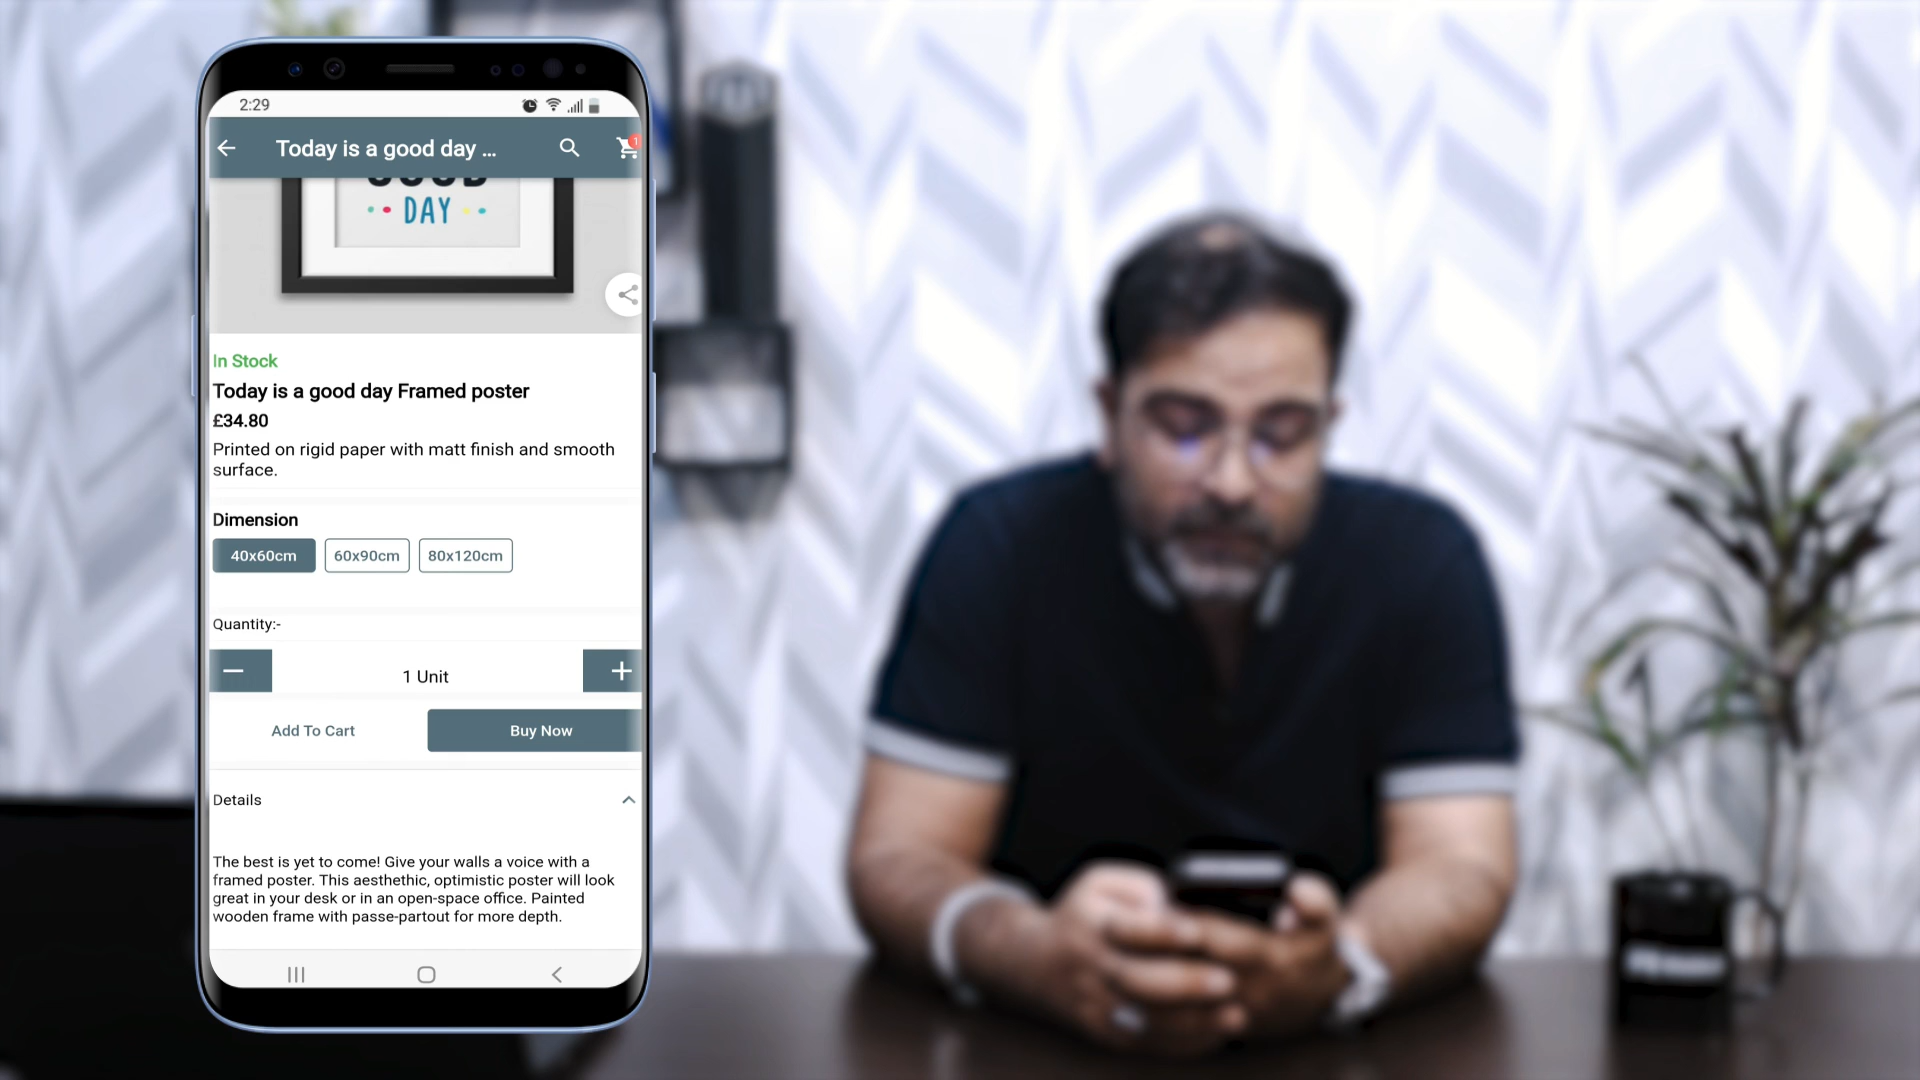 2:29
Today is a good day ...
1
DAY
In Stock
Today is a good day Framed poster
£34.80
Printed on rigid paper with matt finish and smooth
surface.
Dimension
40x60cm
60x90cm
80x120cm
Quantity:-
1 Unit
Add To Cart
Buy Now
Details
The best is yet to come! Give your walls a voice with a
framed poster. This aesthethic, optimistic poster will look
great in your desk or in an open-space office. Painted
wooden frame with passe-partout for more depth.